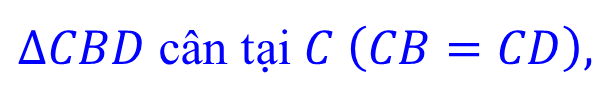 ΔCBD cân tại C (CB = CD),